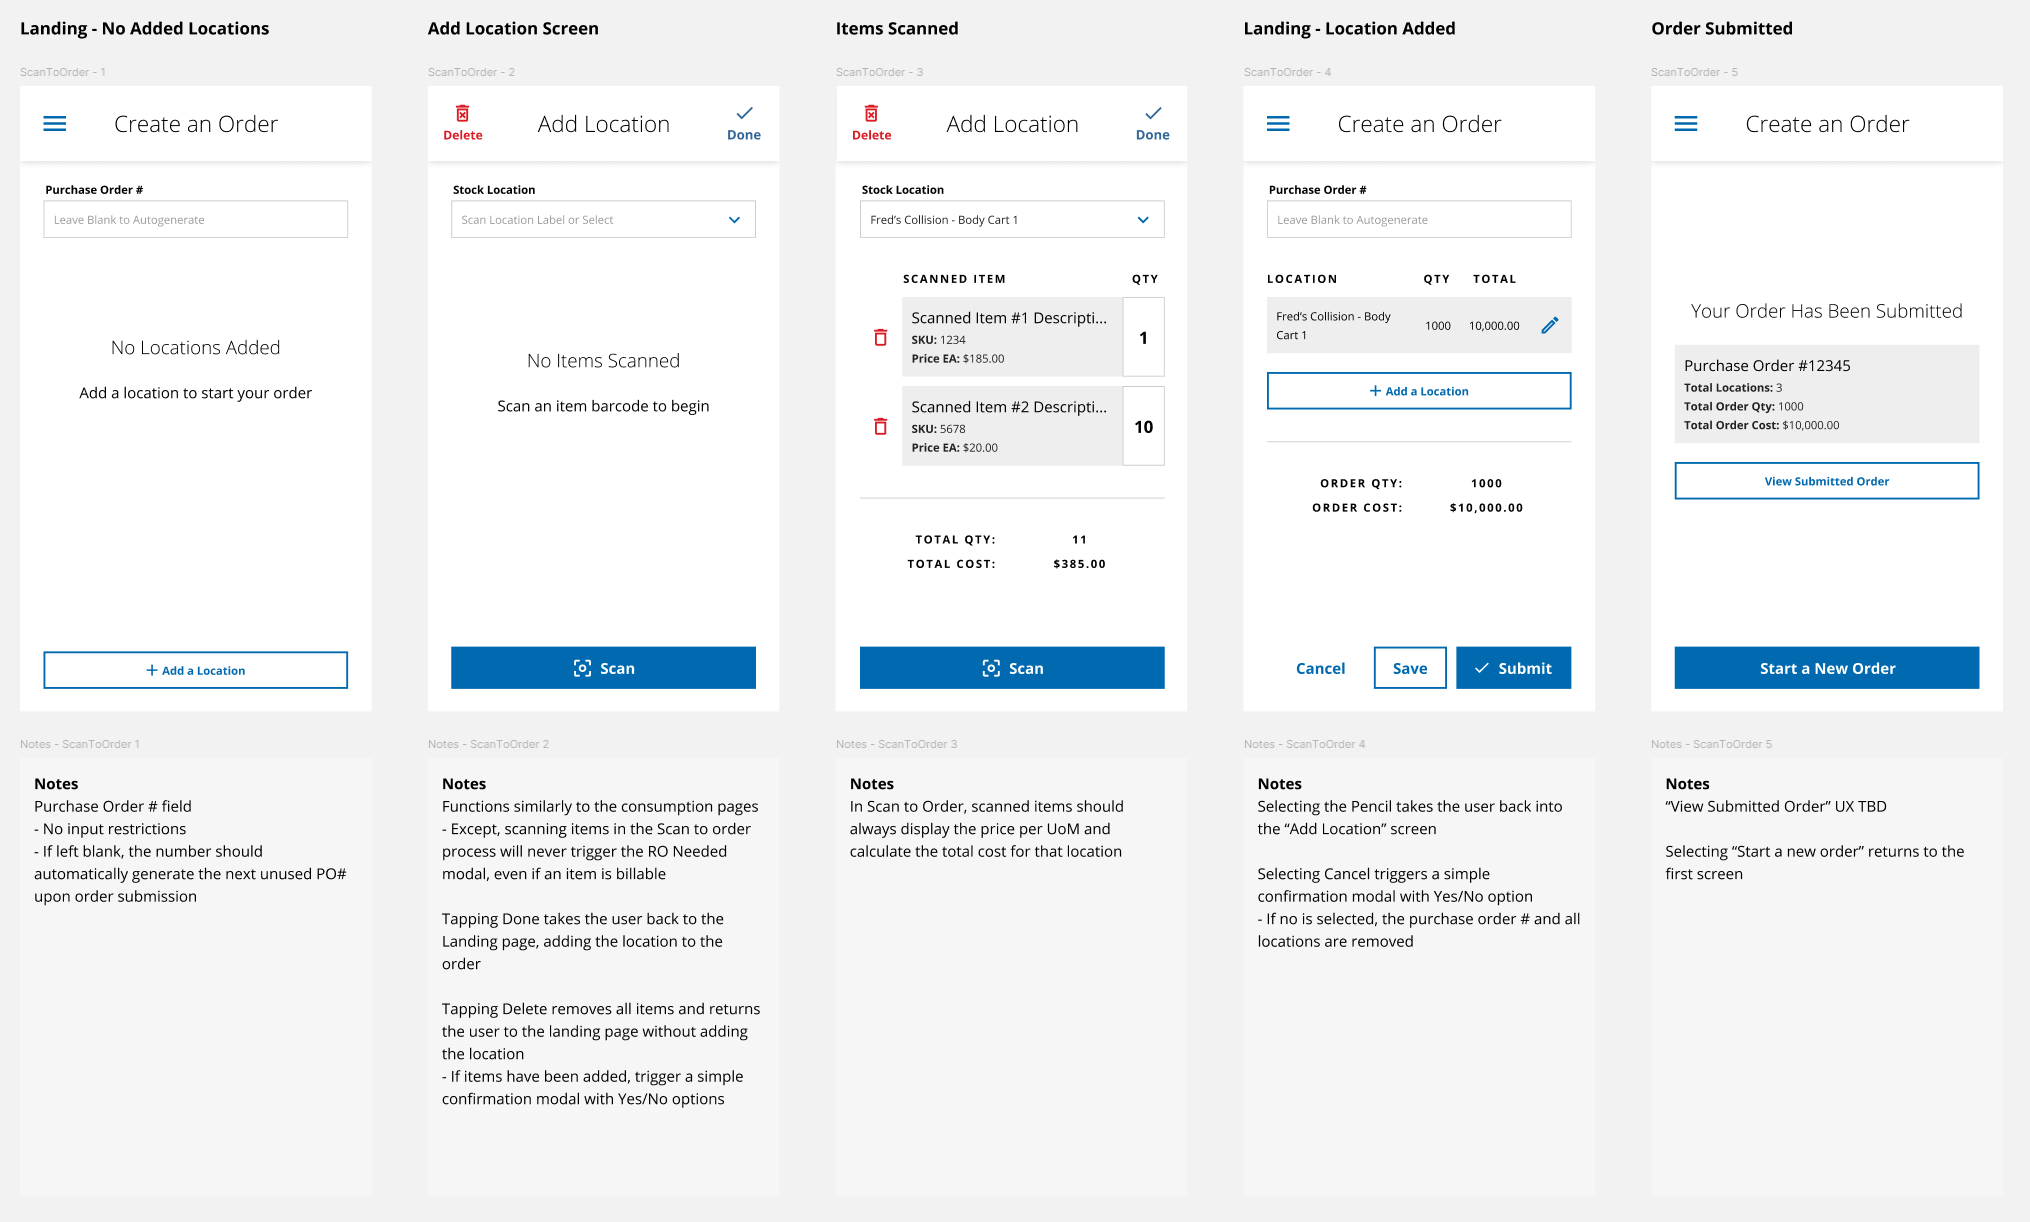 Landing - No Added Locations
ScanToOrder - 1
Create an Order
Purchase Order #
Leave Blank to Autogenerate
No Locations Added
Add a location to start your order
+ Add a Location
Notes - ScanToOrder 1
Notes
Purchase Order # field
- No input restrictions
- If left blank, the number should
automatically generate the next unused PO#
upon order submission
Add Location Screen
ScanToOrder - 2
Delete
Add Location
Done
Stock Location
Scan Location Label or Select
No Items Scanned
Scan an item barcode to begin
Scan
Notes - ScanToOrder 2
Notes
Functions similarly to the consumption pages
- Except, scanning items in the Scan to order
process will never trigger the RO Needed
modal, even if an item is billable
Tapping Done takes the user back to the
Landing page, adding the location to the
order
Tapping Delete removes all items and returns
the user to the landing page without adding
the location
- If items have been added, trigger a simple
confirmation modal with Yes/No options
Items Scanned
ScanToOrder - 3
Delete
Add Location
Done
Stock Location
Fred's Collision - Body Cart 1
SCANNED ITEM QTY
Scanned Item #1 Descripti...
SKU: 1234
Price EA: $185.00
1
Scanned Item #2 Descripti...
SKU: 5678
Price EA: $20.00
10
TOTAL QTY: 11
TOTAL COST: $385.00
Scan
Notes - ScanToOrder 3
Notes
In Scan to Order, scanned items should
always display the price per UoM and
calculate the total cost for that location
Landing - Location Added
ScanToOrder - 4
Create an Order
Purchase Order #
Leave Blank to Autogenerate
LOCATION QTY TOTAL
Fred's Collision - Body
Cart 1
1000 10,000.00
+ Add a Location
ORDER QTY: 1000
ORDER COST: $10,000.00
Cancel Save Submit
Notes - ScanToOrder 4
Notes
Selecting the Pencil takes the user back into
the “Add Location” screen
Selecting Cancel triggers a simple
confirmation modal with Yes/No option
- If no is selected, the purchase order # and all
locations are removed
Order Submitted
ScanToOrder - 5
Create an Order
Your Order Has Been Submitted
Purchase Order #12345
Total Locations: 3
Total Order Qty: 1000
Total Order Cost: $10,000.00
View Submitted Order
Start a New Order
Notes - ScanToOrder 5
Notes
“View Submitted Order” UX TBD
Selecting “Start a new order” returns to the
first screen